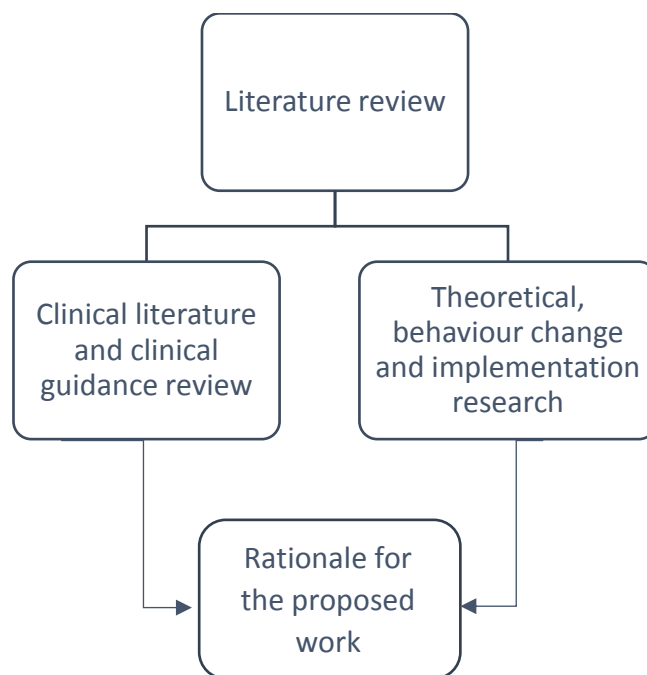 Literature review
Clinical literature
and clinical
guidance review
Theoretical,
behaviour change
and implementation
research
Rationale for
the proposed
work